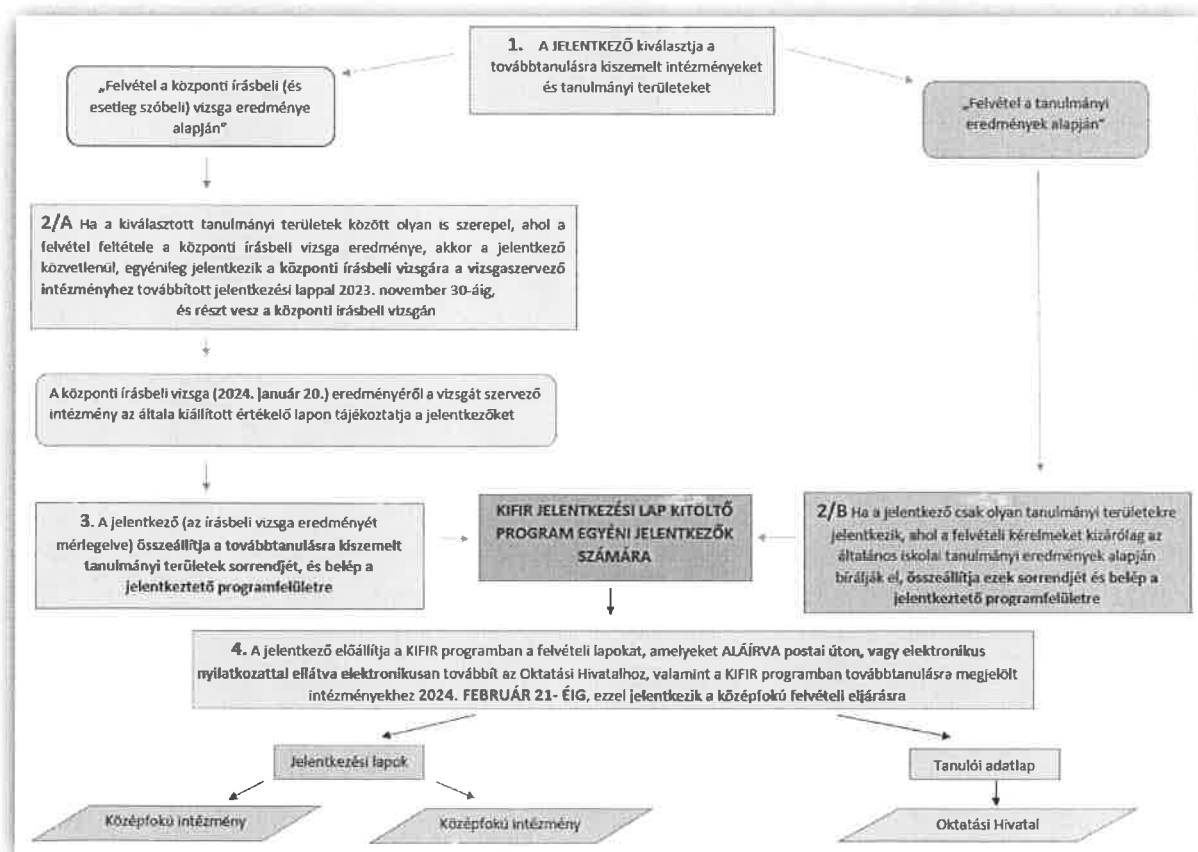 1. A JELENTKEZŐ kiválasztja a
továbbtanulásra kiszemelt intézményeket
és tanulmányi területeket
„Felvétel a központi írásbeli (és
esetleg szóbeli) vizsga eredménye
alapján"
„Felvétel a tanulmányi
eredmények alapján"
2/A Ha a kiválasztott tanulmányi területek között olyan is szerepel, ahol a
felvétel feltétele a központi írásbeli vizsga eredménye, akkor a jelentkező
közvetlenül, egyénileg jelentkezik a központi írásbeli vizsgára a vizsgaszervező
intézményhez továbbított jelentkezési lappal 2023. november 30-áig,
és részt vesz a központi írásbeli vizsgán
A központi írásbeli vizsga (2024. január 20.) eredményéről a vizsgát szervező
intézmény az általa kiállított értékelő lapon tájékoztatja a jelentkezőket
3. A jelentkező (az írásbeli vizsga eredményét
mérlegelve) összeállítja a továbbtanulásra kiszemelt
tanulmányi területek sorrendjét, és belép a
jelentkeztető programfelületre
KIFIR JELENTKEZÉSI LAP KITÖLTŐ
PROGRAM EGYÉNI JELENTKEZŐK
SZÁMÁRA
2/B Ha a jelentkező csak olyan tanulmányi területekre
jelentkezik, ahol a felvételi kérelmeket kizárólag az
általános iskolai tanulmányi eredmények alapján
bírálják el, összeállítja ezek sorrendjét és belép a
jelentkeztető programfelületre
4. A jelentkező előállítja a KIFIR programban a felvételi lapokat, amelyeket ALÁÍRVA postai úton, vagy elektronikus
nyilatkozattal ellátva elektronikusan továbbít az Oktatási Hivatalhoz, valamint a KIFIR programban továbbtanulásra megjelölt
intézményekhez 2024. FEBRUÁR 21- ÉIG, ezzel jelentkezik a középfokú felvételi eljárásra
Jelentkezési lapok
Tanulói adatlap
Középfokú intézmény
Középfokú intézmény
Oktatási Hivatal